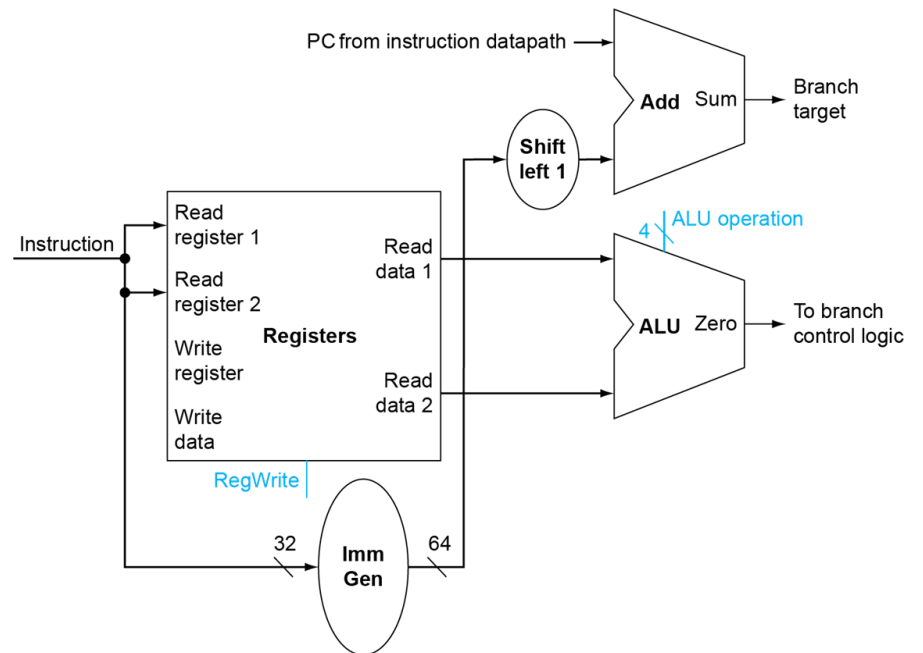 PC from instruction datapath
Add
Sum
Branch
target
Shift
left 1
Instruction
Read
register 1
Read
register 2
Write
register
Write
data
Registers
Read
data 1
Read
data 2
RegWrite
4
ALU operation
ALU
Zero
To branch
control logic
32
Imm
Gen
64